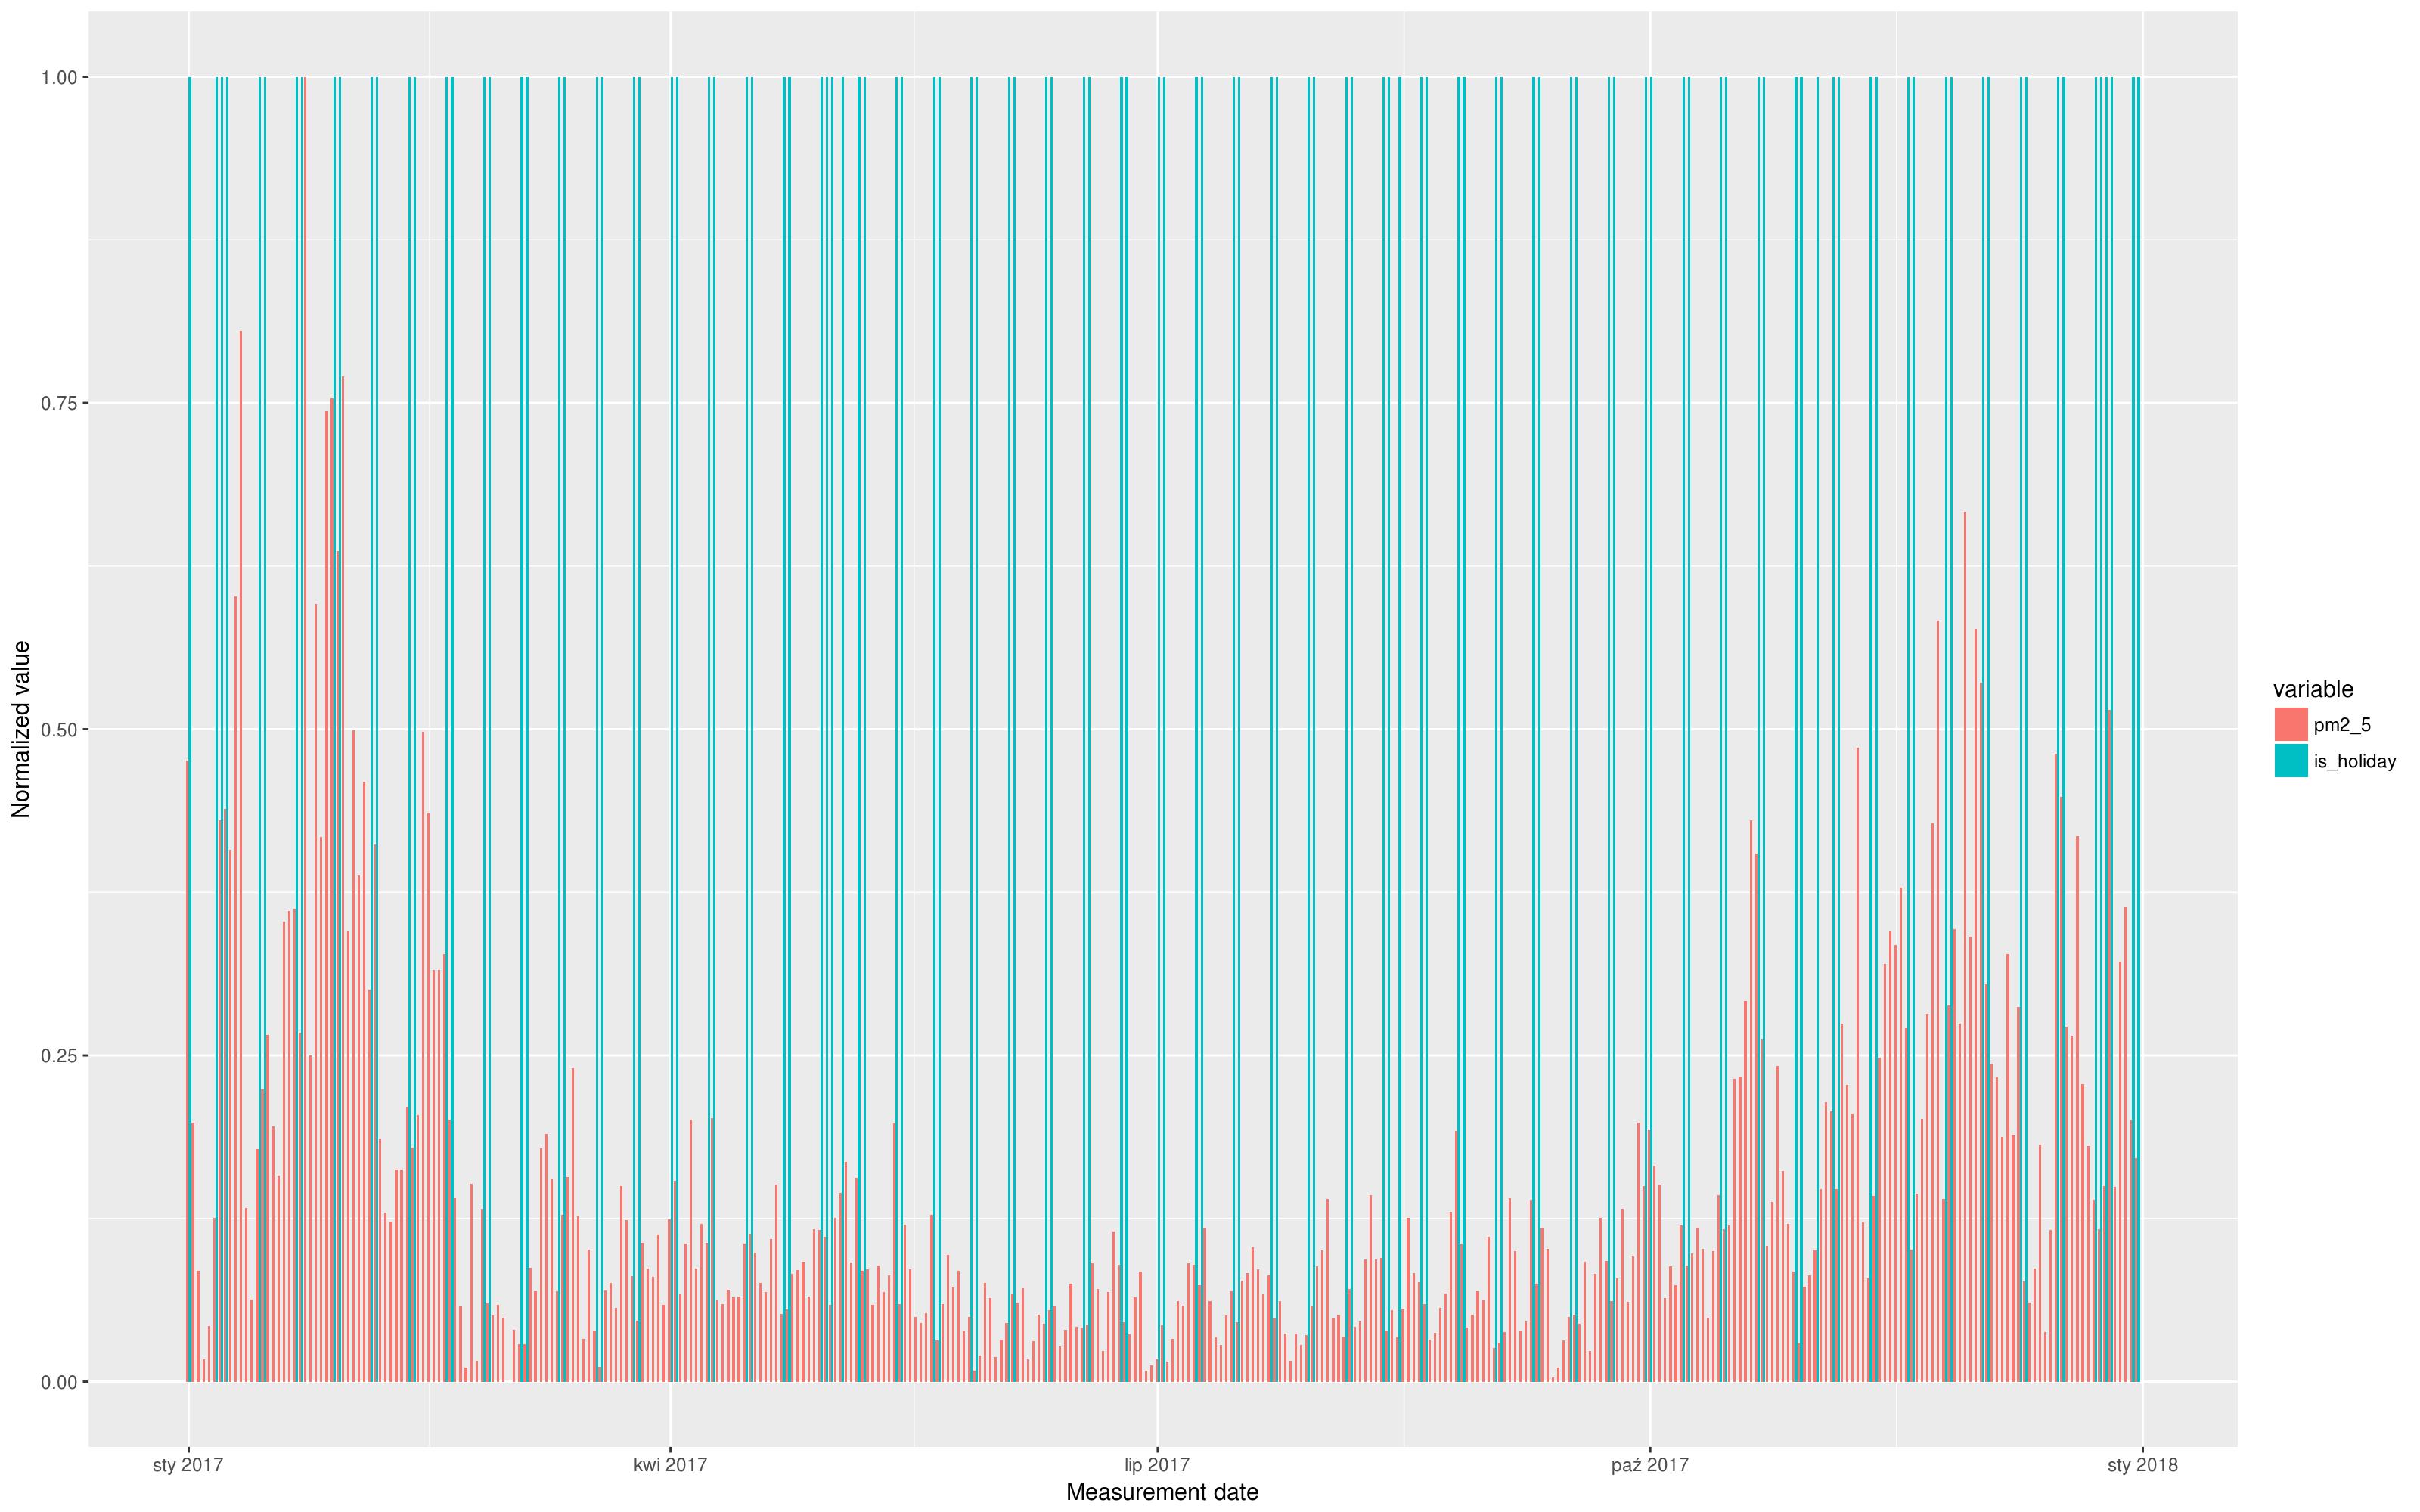 1.00
0.75
0.50
0.25
0.00
Normalized value
sty 2017
kwi 2017
lip 2017
paź 2017
sty 2018
Measurement date
variable
pm2_5
is_holiday